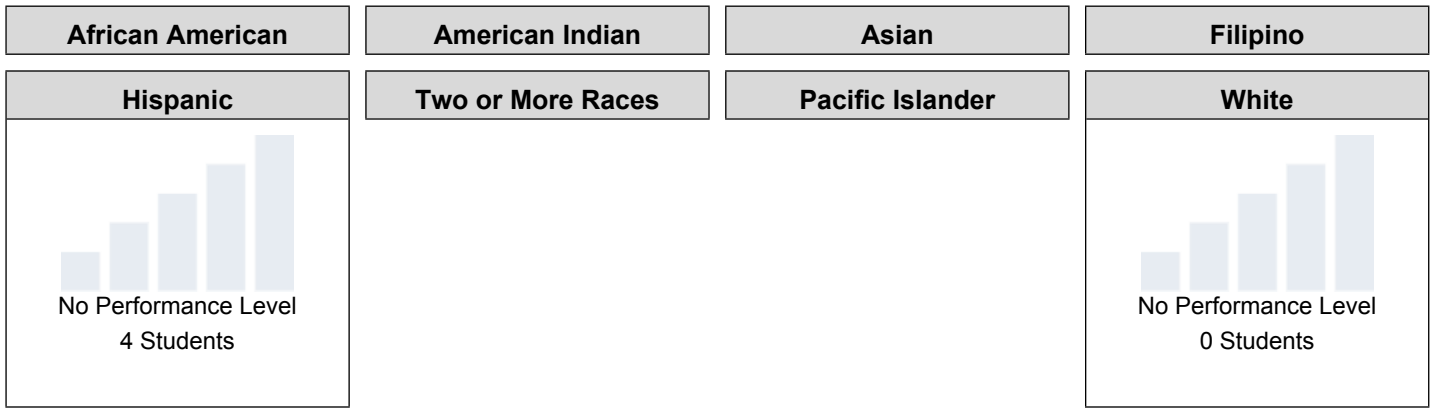 African American
American Indian
Asian
Filipino
Hispanic
Two or More Races
Pacific Islander
White
No Performance Level
4 Students
No Performance Level
0 Students